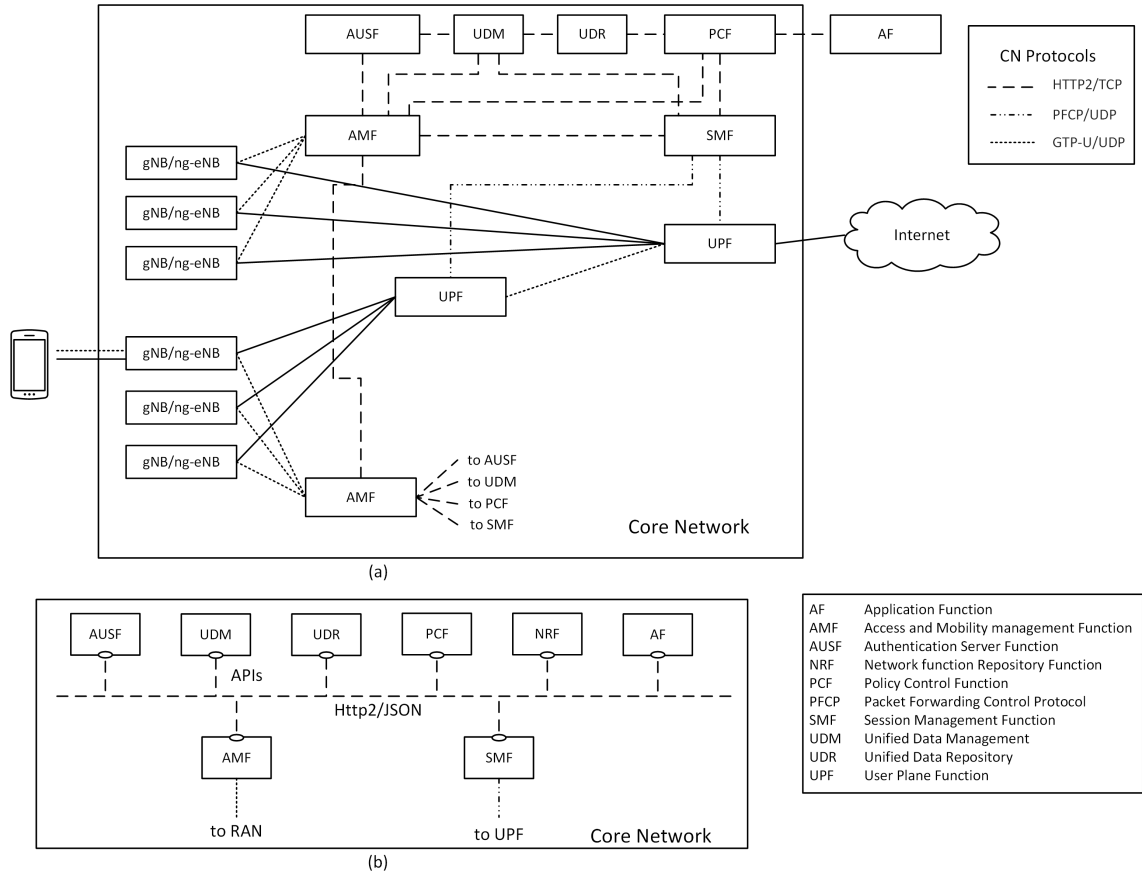 AUSF
UDM
UDR
PCF
AF
CN Protocols
HTTP2/TCP
PFCP/UDP
GTP-U/UDP
AMF
SMF
gNB/ng-eNB
gNB/ng-eNB
gNB/ng-eNB
UPF
Internet
UPF
gNB/ng-eNB
gNB/ng-eNB
gNB/ng-eNB
AMF
to AUSF
to UDM
to PCF
to SMF
Core Network
(a)
AUSF
UDM
UDR
PCF
NRF
AF
APIs
Http2/JSON
AMF
SMF
to RAN
to UPF
Core Network
(b)
AF Application Function
AMF Access and Mobility management Function
AUSF Authentication Server Function
NRF Network function Repository Function
PCF Policy Control Function
PFCP Packet Forwarding Control Protocol
SMF Session Management Function
UDM Unified Data Management
UDR Unified Data Repository
UPF User Plane Function